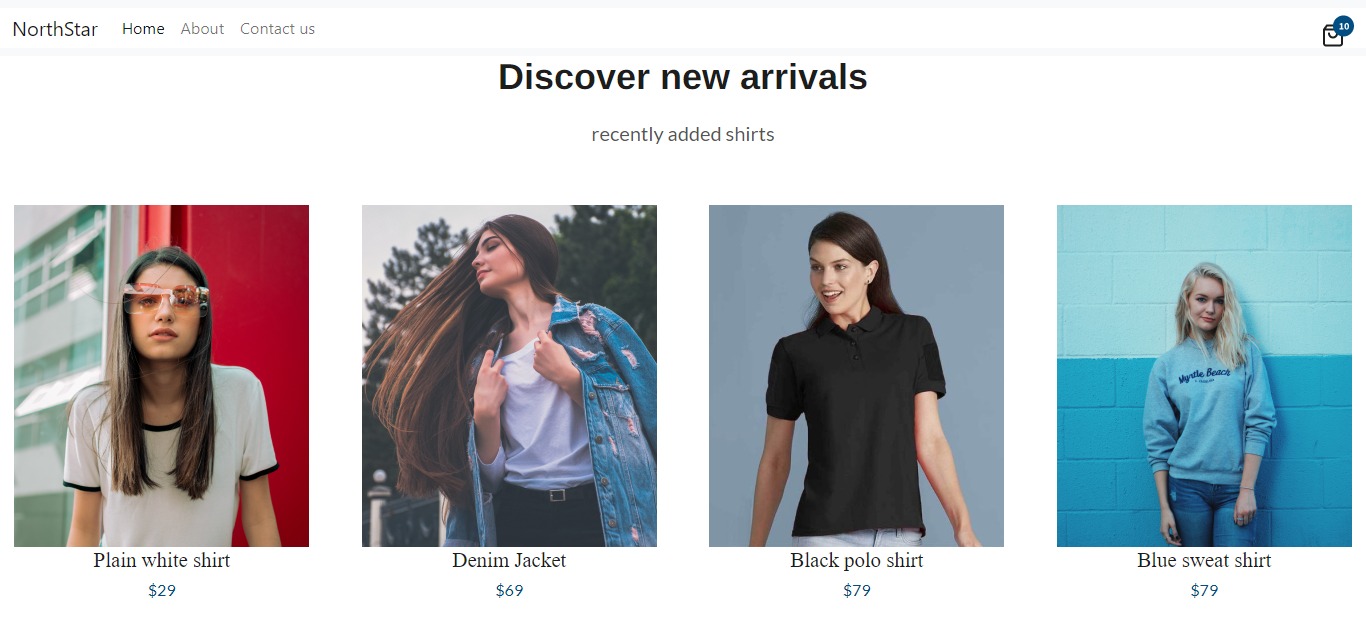 NorthStar Home About Contact us 10
Discover new arrivals
recently added shirts
Myrtle Beach
Plain white shirt Denim Jacket Black polo shirt Blue sweat shirt
$29 $69 $79 $79